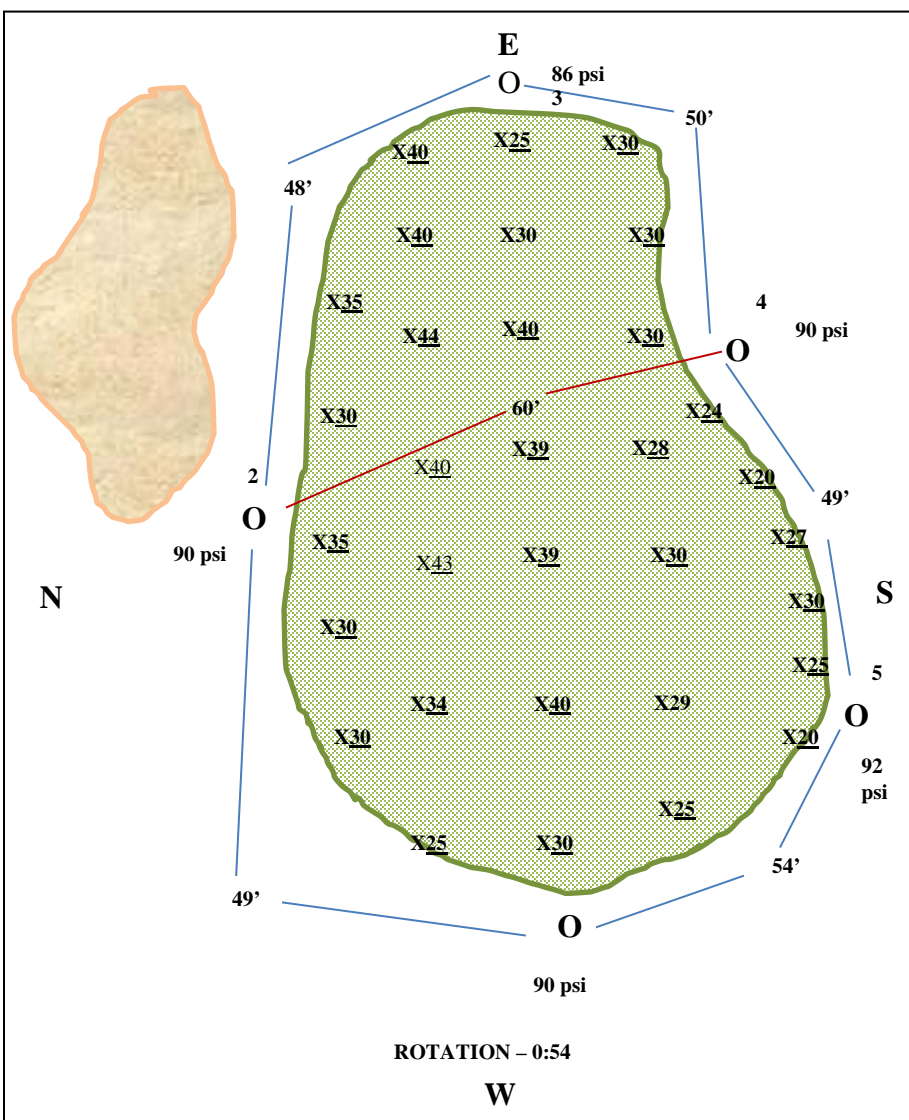 E
86 psi
O
3
50'
X40
X25
X30
48'
X40
X30
X30
X35
4
X44
X40
X30
90 psi
O
60'
X30
X24
X39
X28
2
X40
X20
49'
O
X35
X27
90 psi
X43
X39
X30
N
S
X30
X30
X25
5
X34
X40
X29
O
X30
X20
92
psi
X25
X25
X30
54'
49'
O
90 psi
ROTATION – 0:54
W